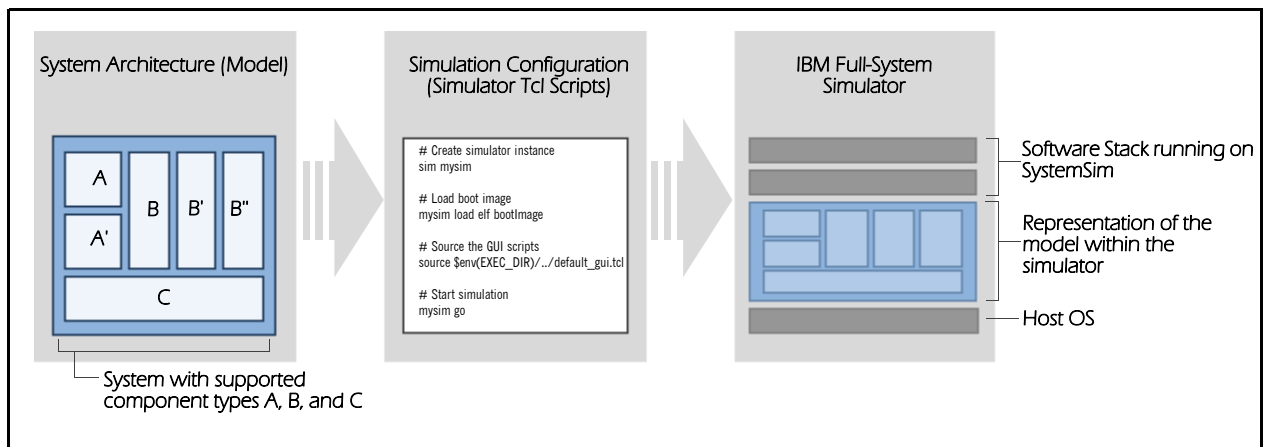 System Architecture (Model)
A
A'
B
B'
B"
C
System with supported
component types A, B, and C
Simulation Configuration
(Simulator Tcl Scripts)
# Create simulator instance
sim mysim
# Load boot image
mysim load elf bootImage
# Source the GUI scripts
source $env(EXEC_DIR)/../default_gui.tcl
# Start simulation
mysim go
IBM Full-System
Simulator
Software Stack running on
SystemSim
Representation of the
model within the
simulator
Host OS